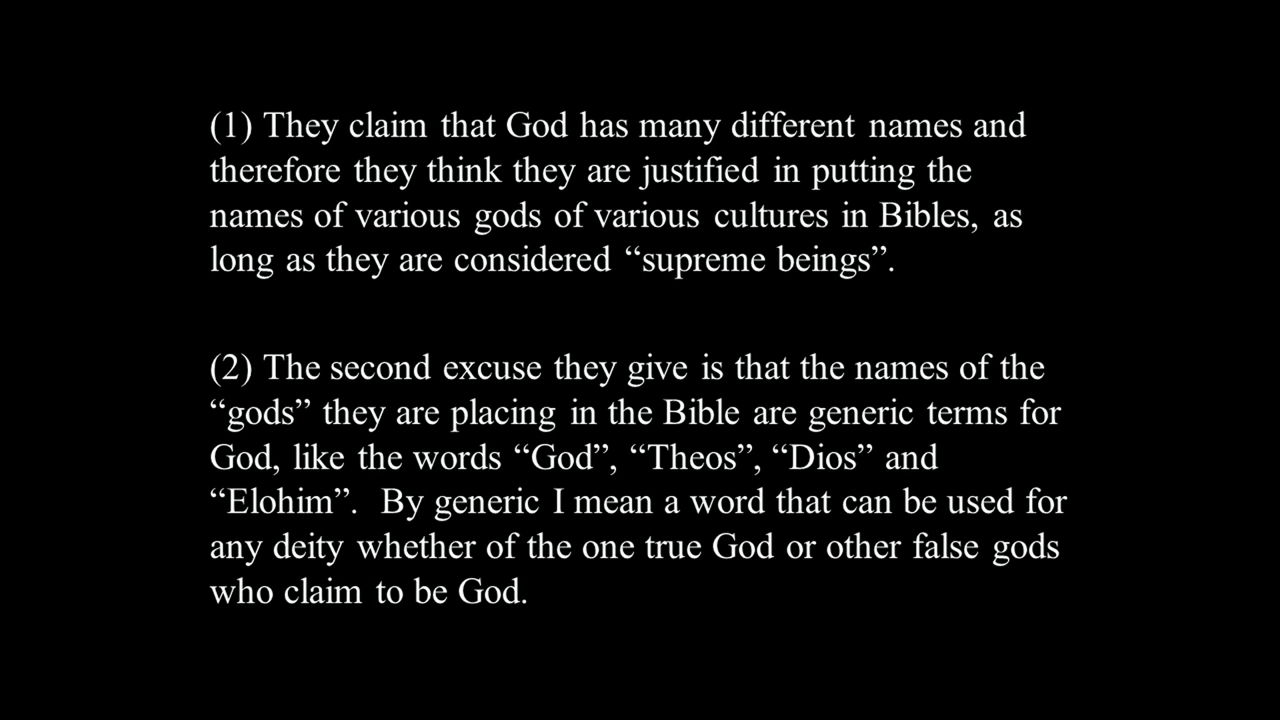 (1) They claim that God has many different names and
therefore they think they are justified in putting the
names of various gods of various cultures in Bibles, as
long as they are considered “supreme beings”.
(2) The second excuse they give is that the names of the
“gods” they are placing in the Bible are generic terms for
God, like the words “God”, “Theos”, “Dios” and
“Elohim”.  By generic I mean a word that can be used for
any deity whether of the one true God or other false gods
who claim to be God.